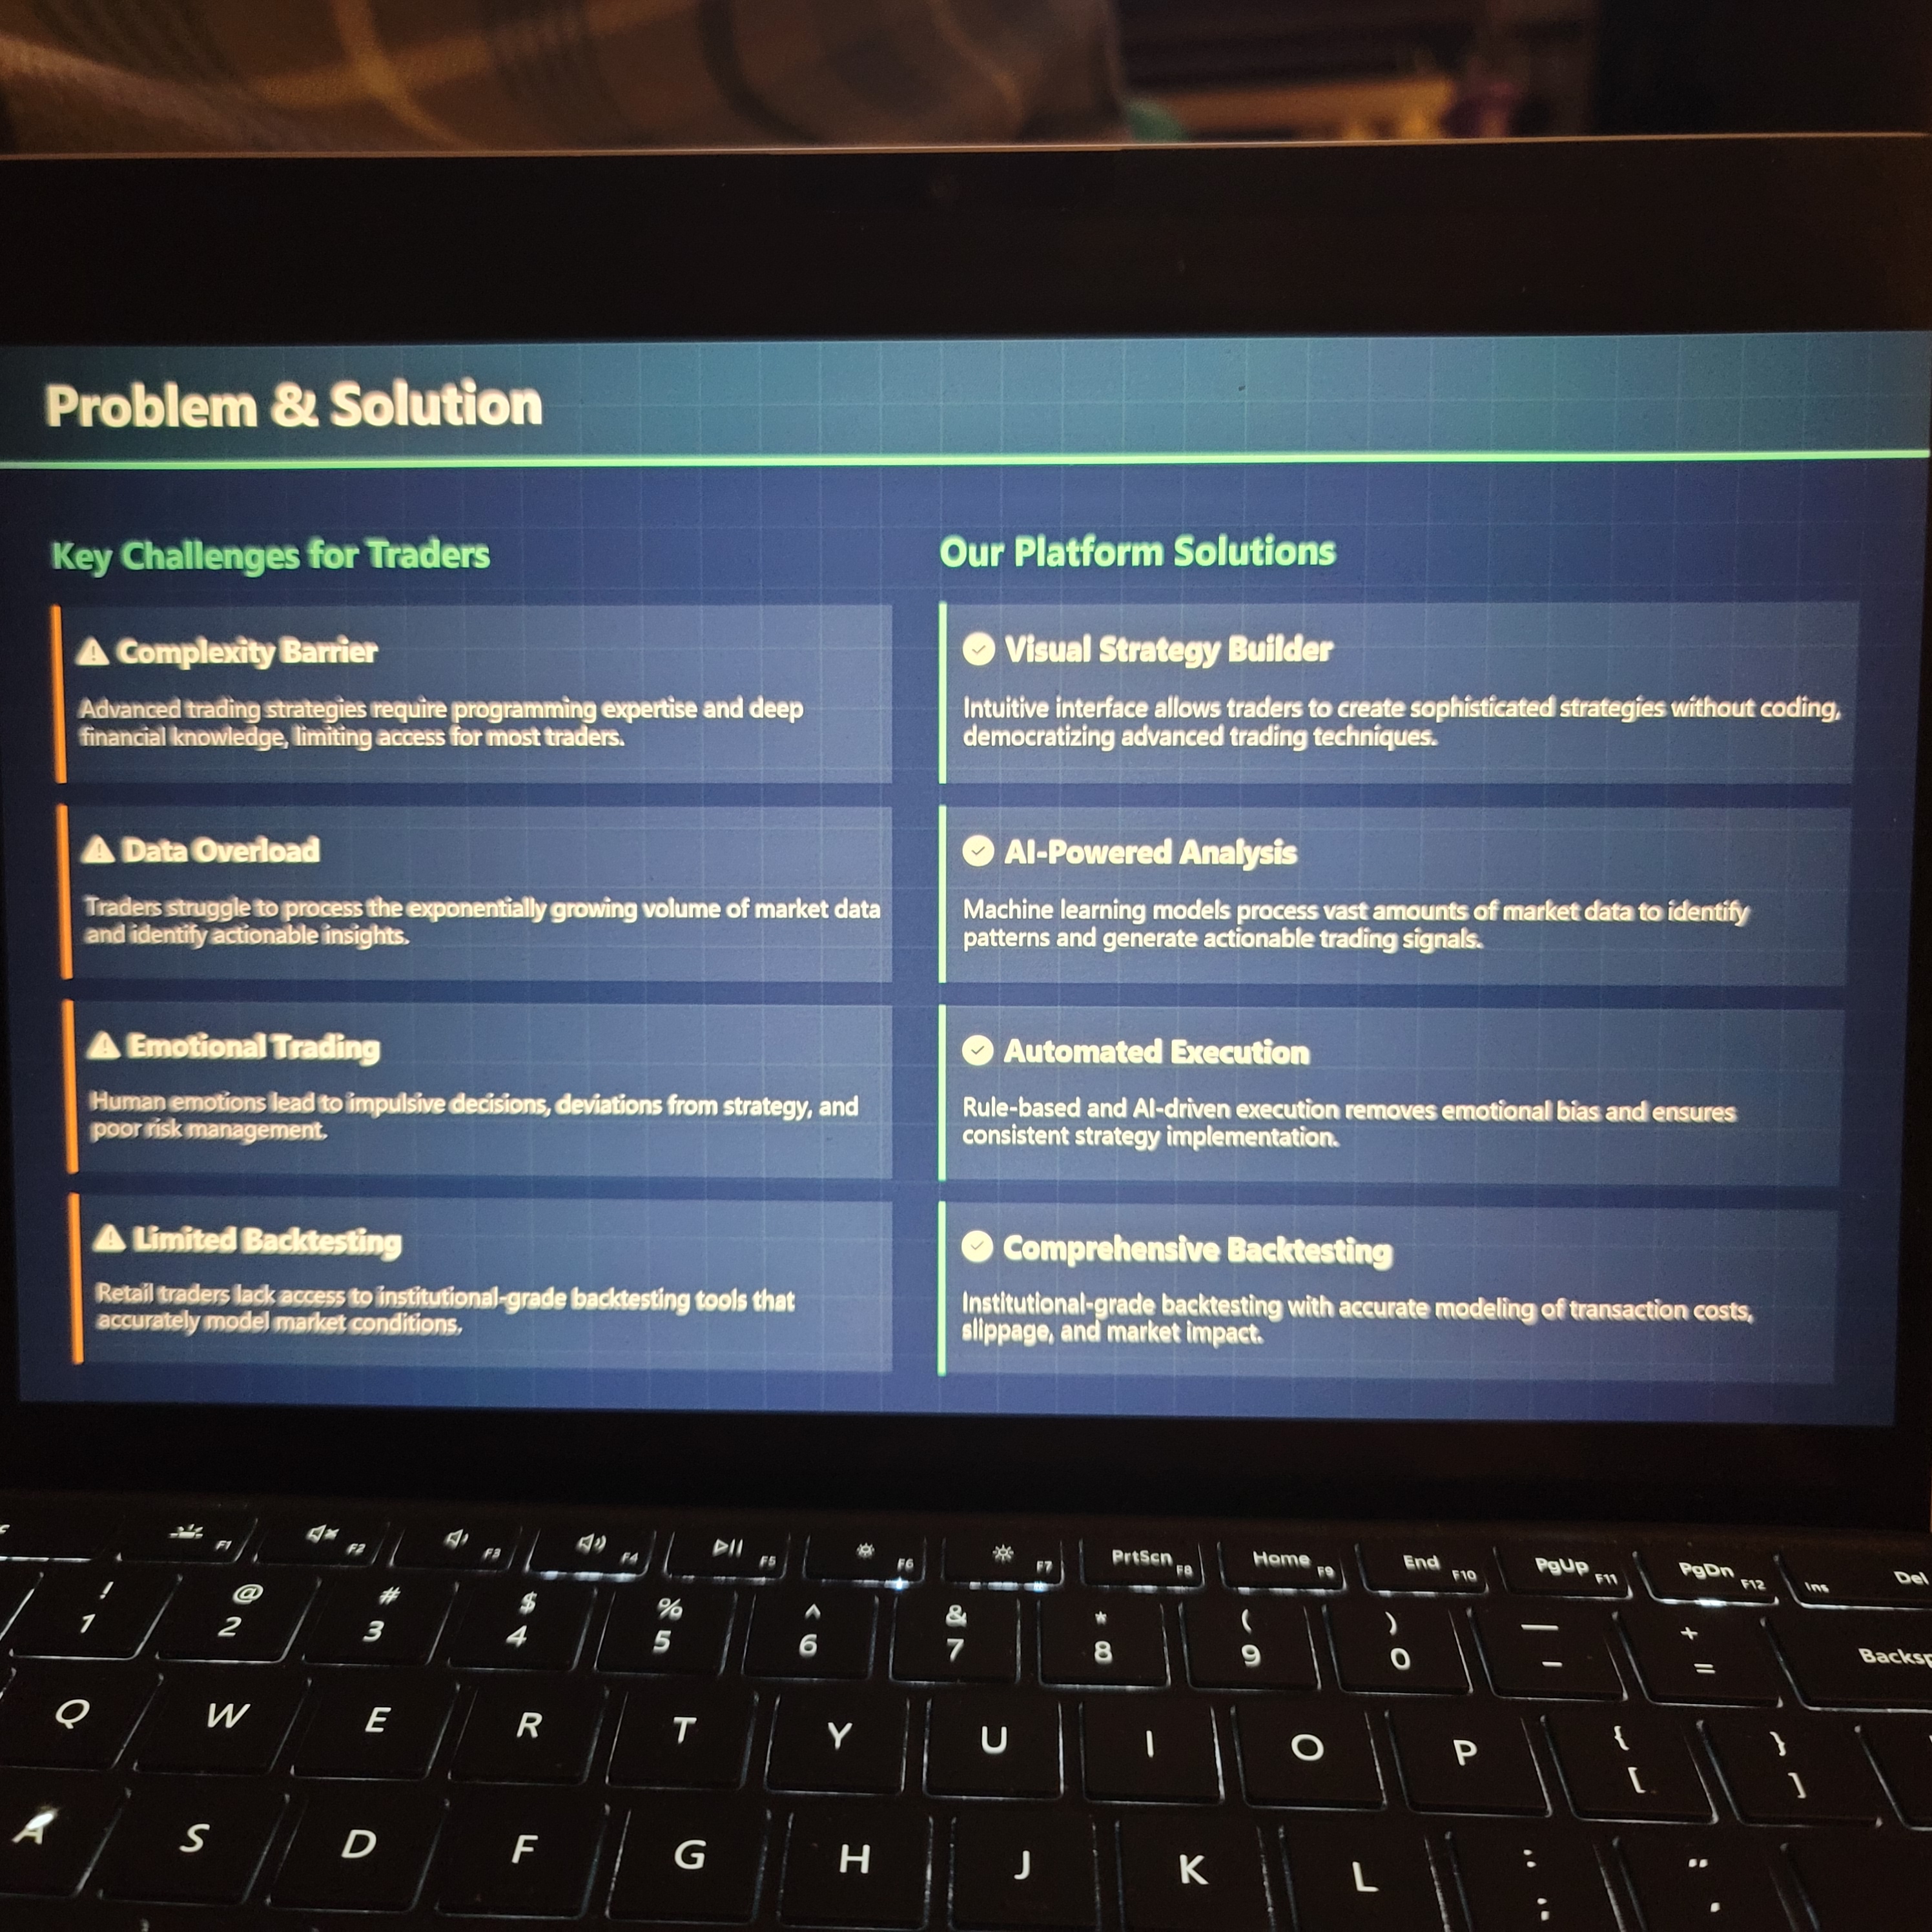 Problem & Solution
Key Challenges for Traders
Complexity Barrier
Advanced trading strategies require programming expertise and deep
financial knowledge, limiting access for most traders.
Data Overload
Traders struggle to process the exponentially growing volume of market data
and identify actionable insights.
Emotional Trading
Human emotions lead to impulsive decisions, deviations from strategy, and
poor risk management.
Limited Backtesting
Retail traders lack access to institutional-grade backtesting tools that
accurately model market conditions.
Our Platform Solutions
Visual Strategy Builder
Intuitive interface allows traders to create sophisticated strategies without coding,
democratizing advanced trading techniques.
AI-Powered Analysis
Machine learning models process vast amounts of market data to identify
patterns and generate actionable trading signals.
Automated Execution
Rule-based and AI-driven execution removes emotional bias and ensures
consistent strategy implementation.
Comprehensive Backtesting
Institutional-grade backtesting with accurate modeling of transaction costs,
slippage, and market impact.
F1 F2 F3 F4 F5 F6 F7 PrtScn F8 Home F9 End F10 PgUp F11 PgDn F12 Ins Del
! @ # $ % ^ & * ( ) — +
1 2 3 4 5 6 7 8 9 0 - =
Q W E R T Y U I O P { [ } ]
A S D F G H J K L : ; " '